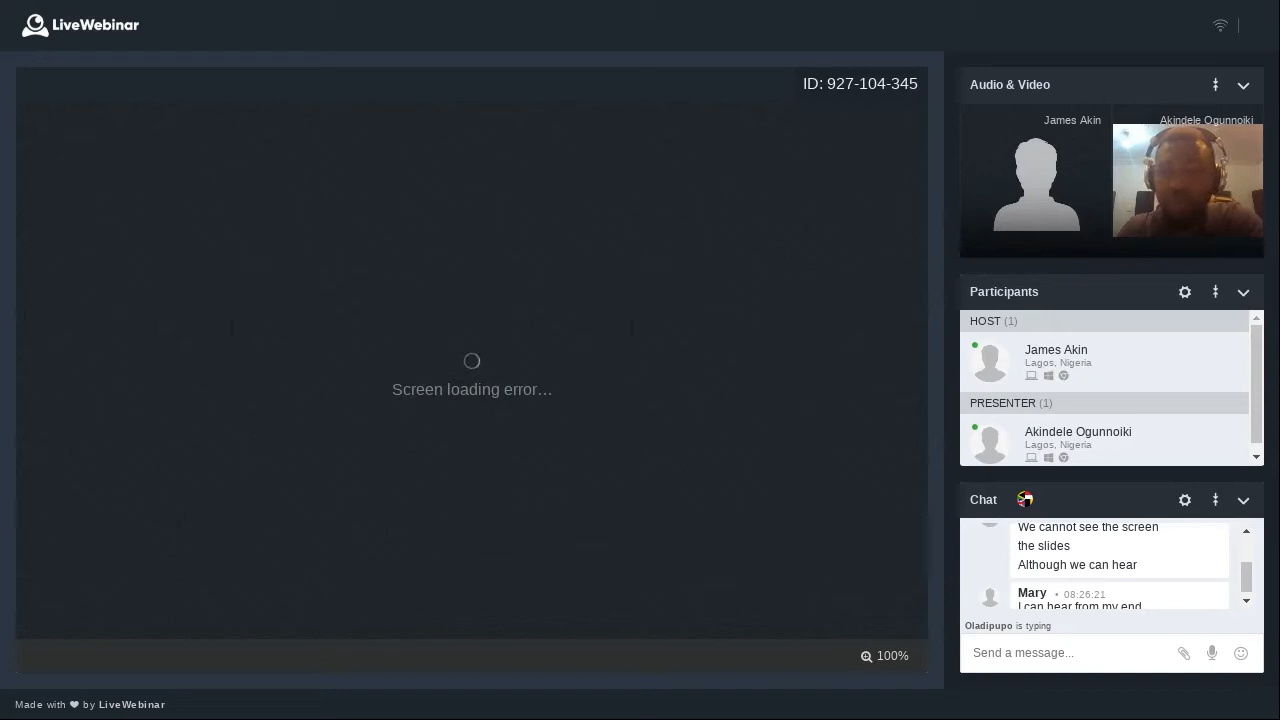 LiveWebinar
ID: 927-104-345
Screen loading error...
100%
Audio & Video
James Akin
Akindele Ogunnoiki
Participants
HOST (1)
James Akin
Lagos, Nigeria
PRESENTER (1)
Akindele Ogunnoiki
Lagos, Nigeria
Chat
We cannot see the screen
the slides
Although we can hear
Mary • 08:26:21
I can hear from my end
Oladipupo is typing
Send a message...
Made with ❤ by LiveWebinar